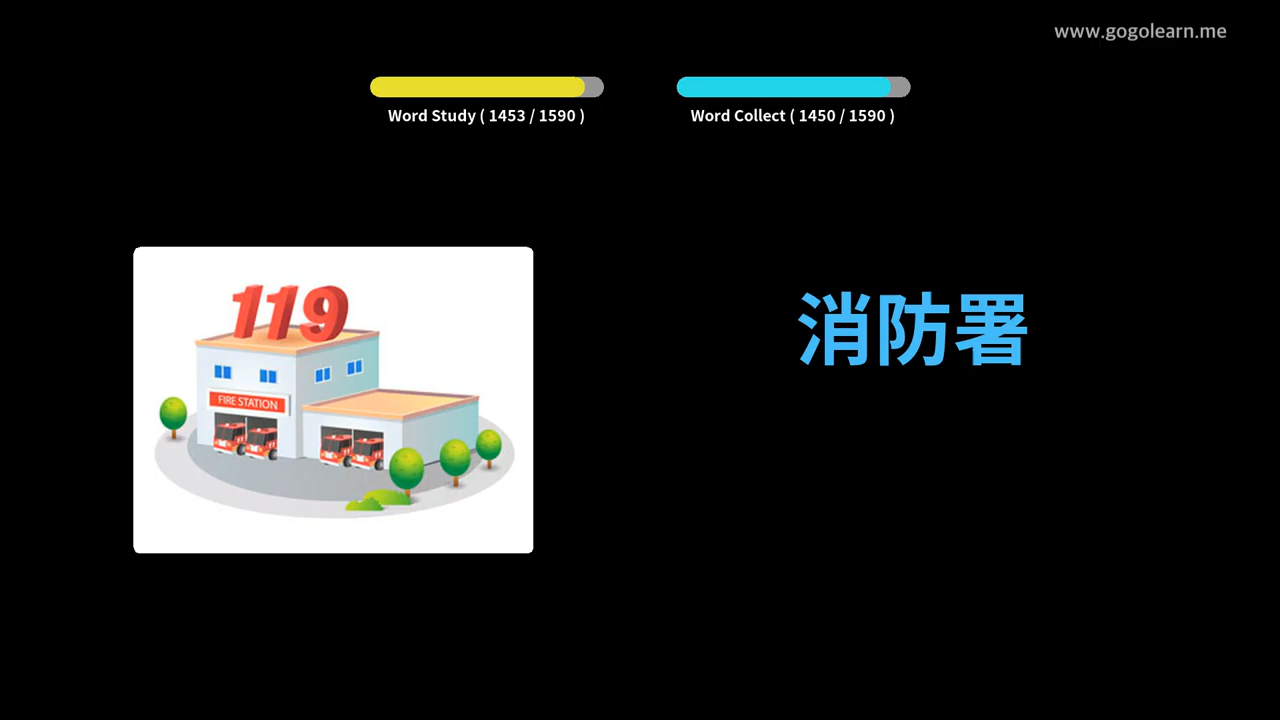 www.gogolearn.me
Word Study ( 1453 / 1590 )
Word Collect ( 1450 / 1590 )
119
FIRE STATION
消防署